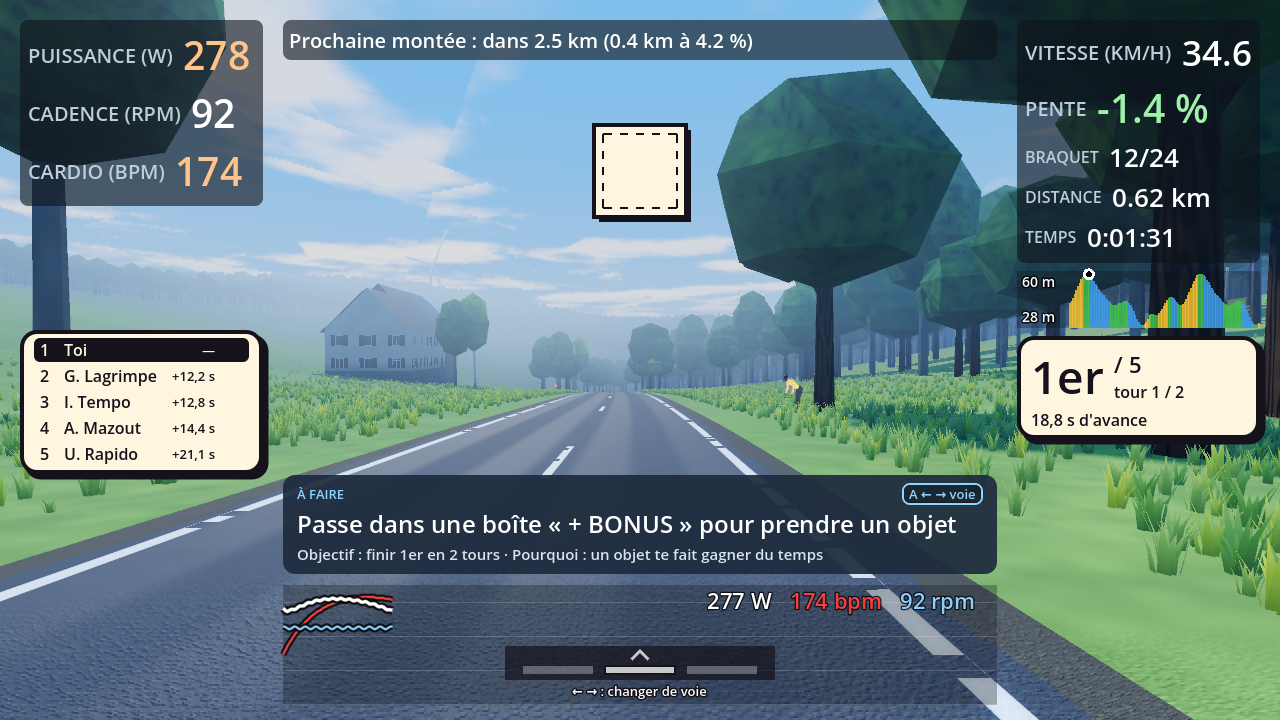 PUISSANCE (W) 278
CADENCE (RPM) 92
CARDIO (BPM) 174
Prochaine montée : dans 2.5 km (0.4 km à 4.2 %)
VITESSE (KM/H) 34.6
PENTE -1.4 %
BRAQUET 12/24
DISTANCE 0.62 km
TEMPS 0:01:31
60 m
28 m
1 Toi —
2 G. Lagrimpe +12,2 s
3 I. Tempo +12,8 s
4 A. Mazout +14,4 s
5 U. Rapido +21,1 s
1er / 5
tour 1 / 2
18,8 s d'avance
À FAIRE
A ← → voie
Passe dans une boîte « + BONUS » pour prendre un objet
Objectif : finir 1er en 2 tours · Pourquoi : un objet te fait gagner du temps
277 W 174 bpm 92 rpm
← → : changer de voie